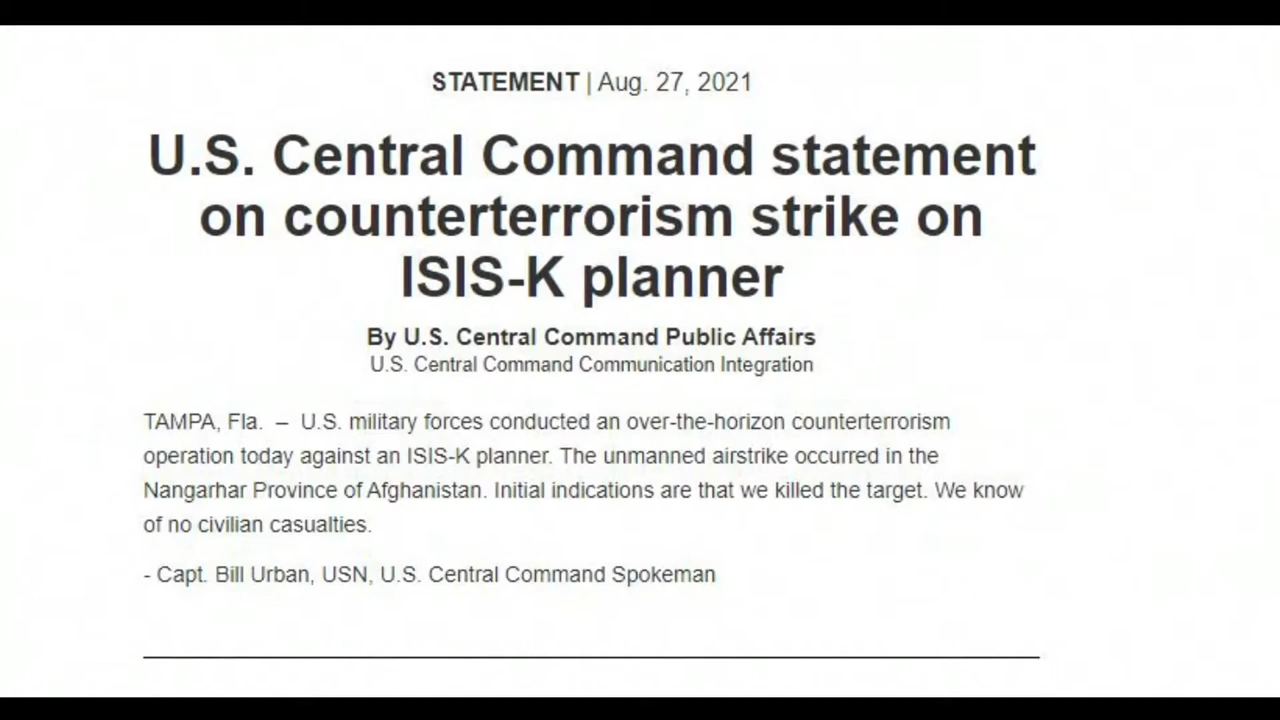 STATEMENT | Aug. 27, 2021
U.S. Central Command statement
on counterterrorism strike on
ISIS-K planner
By U.S. Central Command Public Affairs
U.S. Central Command Communication Integration
TAMPA, Fla. – U.S. military forces conducted an over-the-horizon counterterrorism
operation today against an ISIS-K planner. The unmanned airstrike occurred in the
Nangarhar Province of Afghanistan. Initial indications are that we killed the target. We know
of no civilian casualties.
- Capt. Bill Urban, USN, U.S. Central Command Spokeman